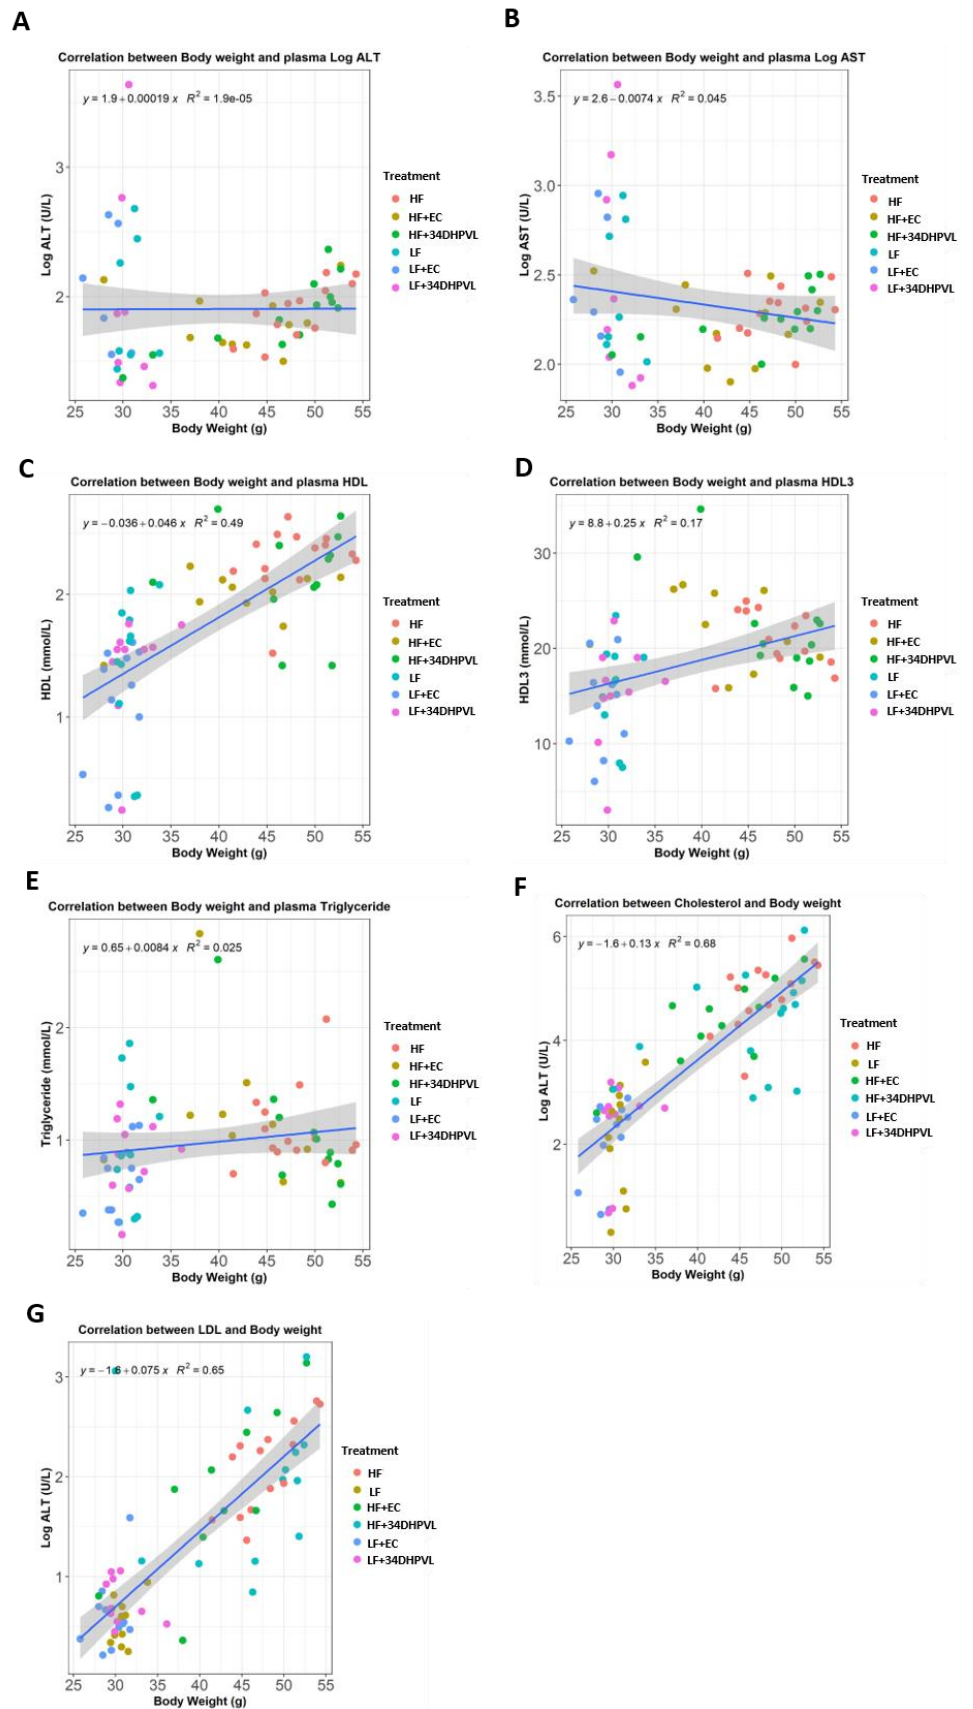 A
Correlation between Body weight and plasma Log ALT
y = 1.9 + 0.00019 x R² = 1.9e-05
3
2
Log ALT (U/L)
25 30 35 40 45 50 55
Body Weight (g)
Treatment
HF
HF+EC
HF+34DHPVL
LF
LF+EC
LF+34DHPVL
B
Correlation between Body weight and plasma Log AST
y = 2.6 − 0.0074 x R² = 0.045
3.5
3.0
2.5
2.0
Log AST (U/L)
25 30 35 40 45 50 55
Body Weight (g)
Treatment
HF
HF+EC
HF+34DHPVL
LF
LF+EC
LF+34DHPVL
C
Correlation between Body weight and plasma HDL
y = −0.036 + 0.046 x R² = 0.49
2
1
HDL (mmol/L)
25 30 35 40 45 50 55
Body Weight (g)
Treatment
HF
HF+EC
HF+34DHPVL
LF
LF+EC
LF+34DHPVL
D
Correlation between Body weight and plasma HDL3
y = 8.8 + 0.25 x R² = 0.17
30
20
10
HDL3 (mmol/L)
25 30 35 40 45 50 55
Body Weight (g)
Treatment
HF
HF+EC
HF+34DHPVL
LF
LF+EC
LF+34DHPVL
E
Correlation between Body weight and plasma Triglyceride
y = 0.65 + 0.0084 x R² = 0.025
2
1
Triglyceride (mmol/L)
25 30 35 40 45 50 55
Body Weight (g)
Treatment
HF
HF+EC
HF+34DHPVL
LF
LF+EC
LF+34DHPVL
F
Correlation between Cholesterol and Body weight
y = −1.6 + 0.13 x R² = 0.68
6
4
2
Log ALT (U/L)
25 30 35 40 45 50 55
Body Weight (g)
Treatment
HF
LF
HF+EC
HF+34DHPVL
LF+EC
LF+34DHPVL
G
Correlation between LDL and Body weight
y = −1.6 + 0.075 x R² = 0.65
3
2
1
Log ALT (U/L)
25 30 35 40 45 50 55
Body Weight (g)
Treatment
HF
LF
HF+EC
HF+34DHPVL
LF+EC
LF+34DHPVL